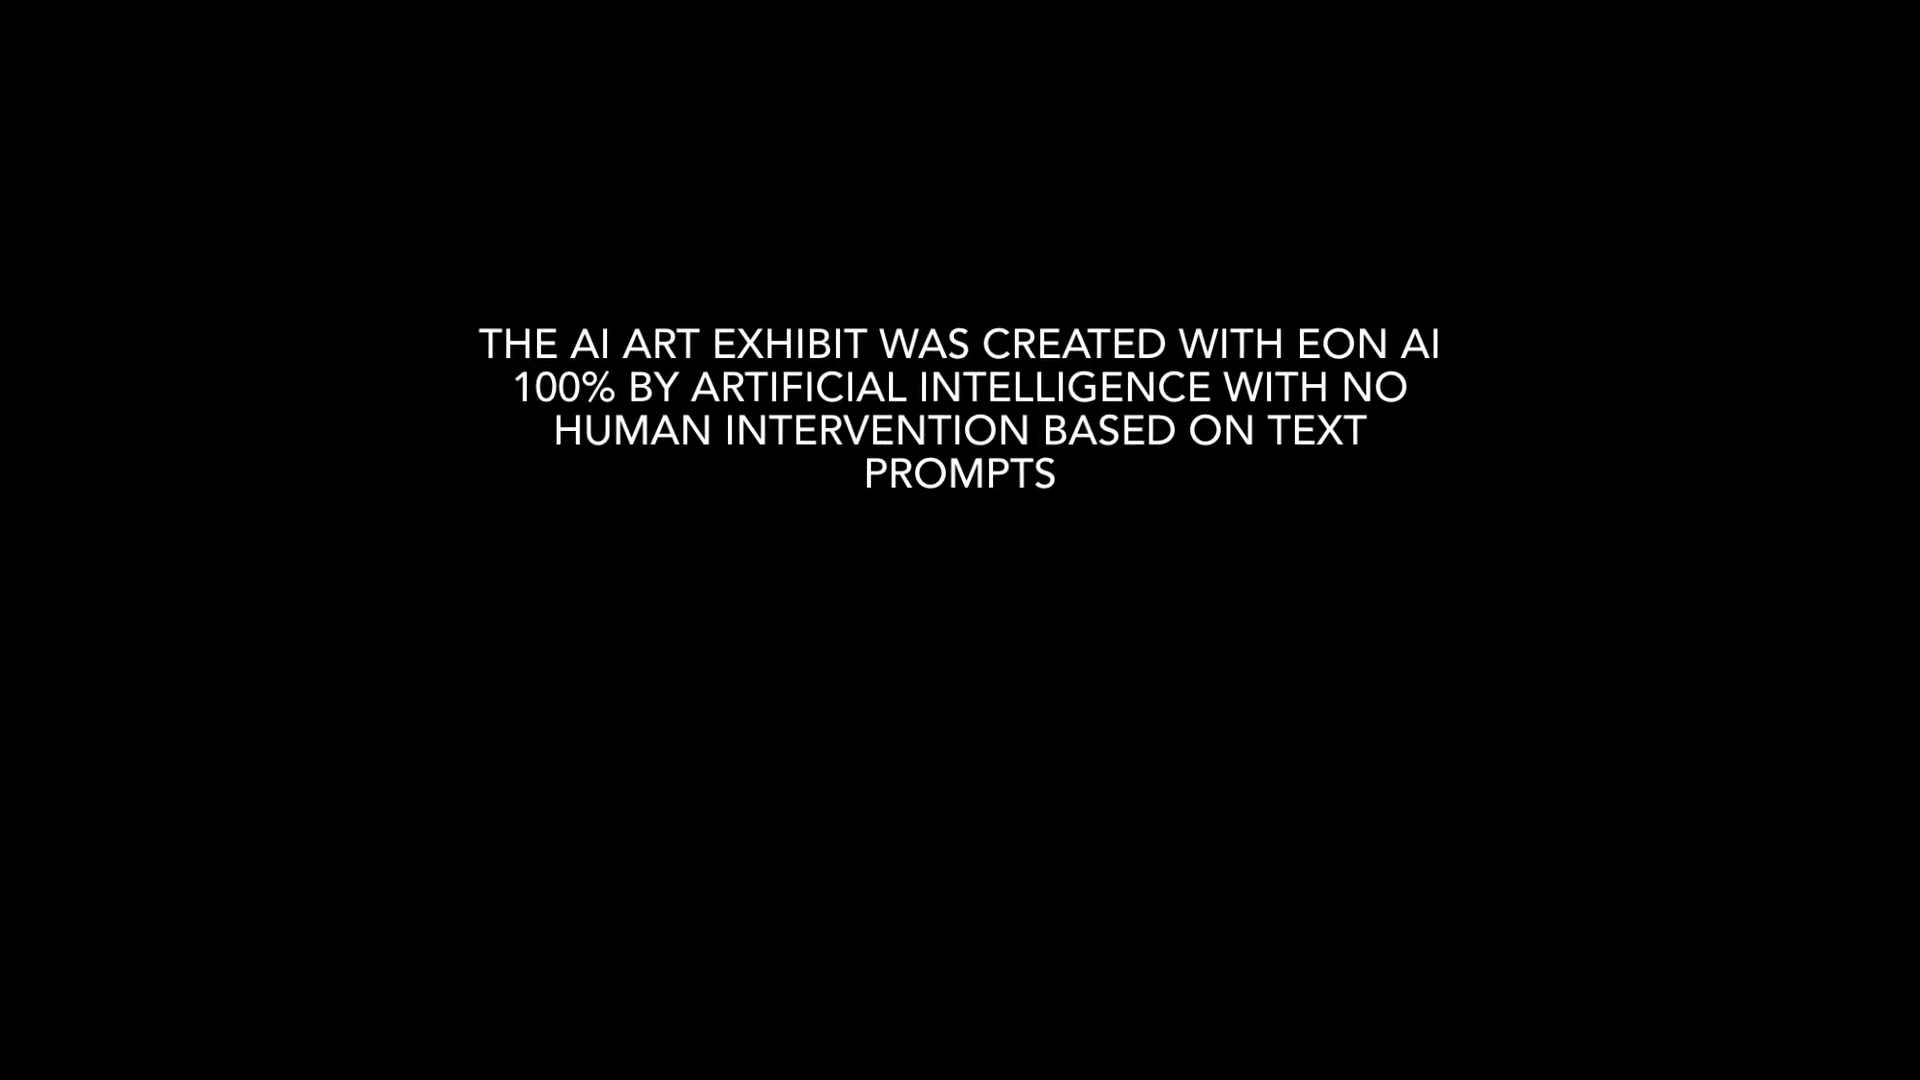 THE AI ART EXHIBIT WAS CREATED WITH EON AI
100% BY ARTIFICIAL INTELLIGENCE WITH NO
HUMAN INTERVENTION BASED ON TEXT
PROMPTS